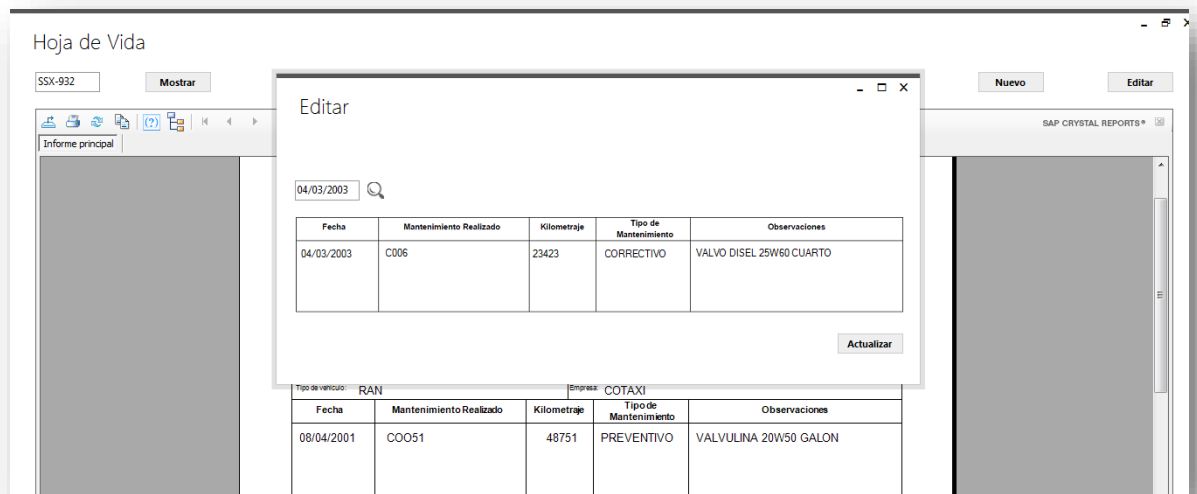 Hoja de Vida
SSX-932
Mostrar
Nuevo
Editar
SAP CRYSTAL REPORTS®
Informe principal
Editar
04/03/2003
Fecha Mantenimiento Realizado Kilometraje Tipo de Mantenimiento Observaciones
04/03/2003 C006 23423 CORRECTIVO VALVO DISEL 25W60 CUARTO
Actualizar
Tipo de vehículo: RAN Empresa: COTAXI
Fecha Mantenimiento Realizado Kilometraje Tipo de Mantenimiento Observaciones
08/04/2001 COO51 48751 PREVENTIVO VALVULINA 20W50 GALON